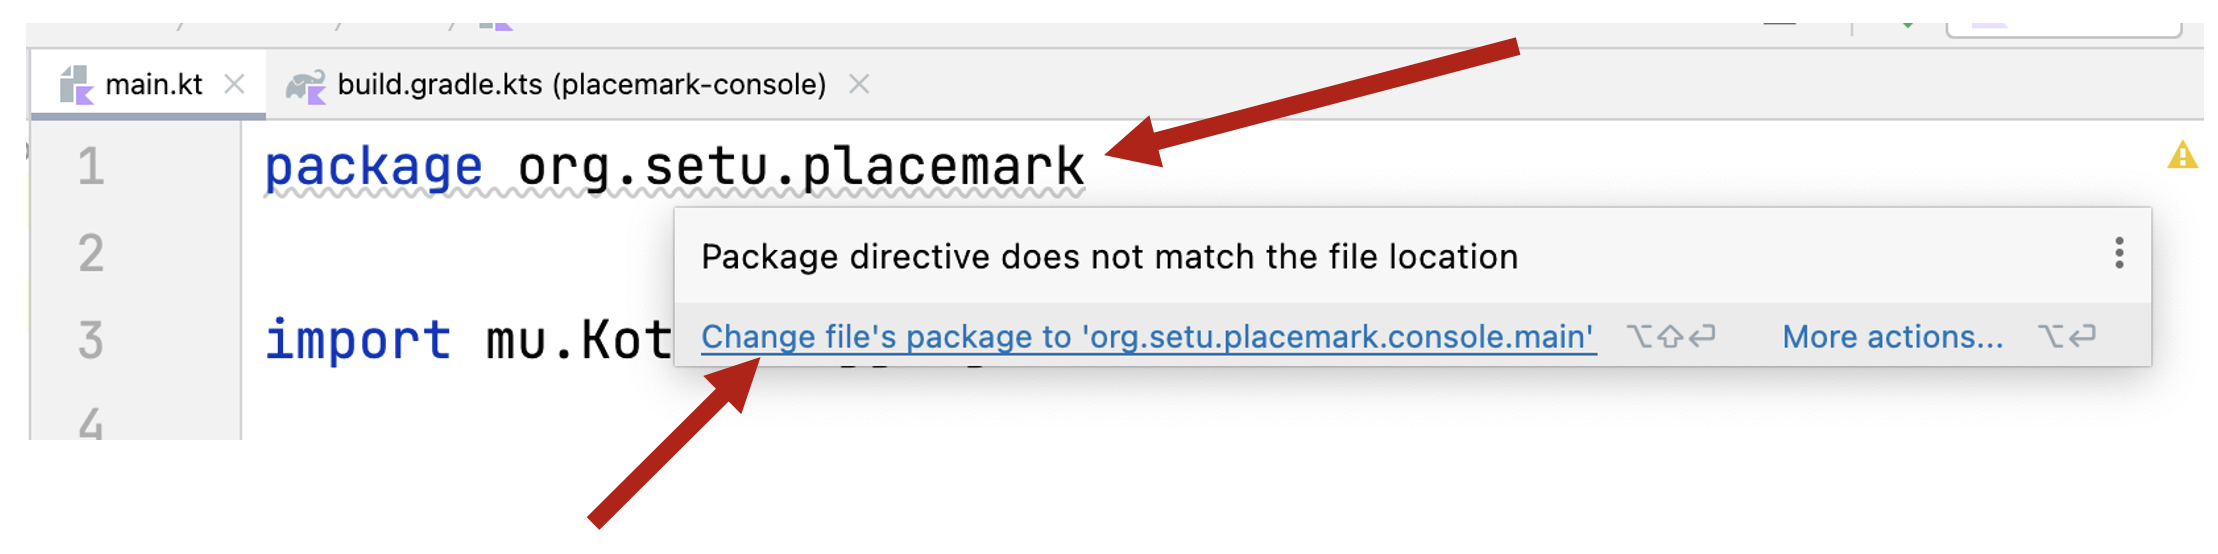 main.kt
build.gradle.kts (placemark-console)
1 package org.setu.placemark
2
Package directive does not match the file location
3 import mu.Kot
Change file's package to 'org.setu.placemark.console.main' ⌥⇧⏎ More actions... ⌥⏎
4